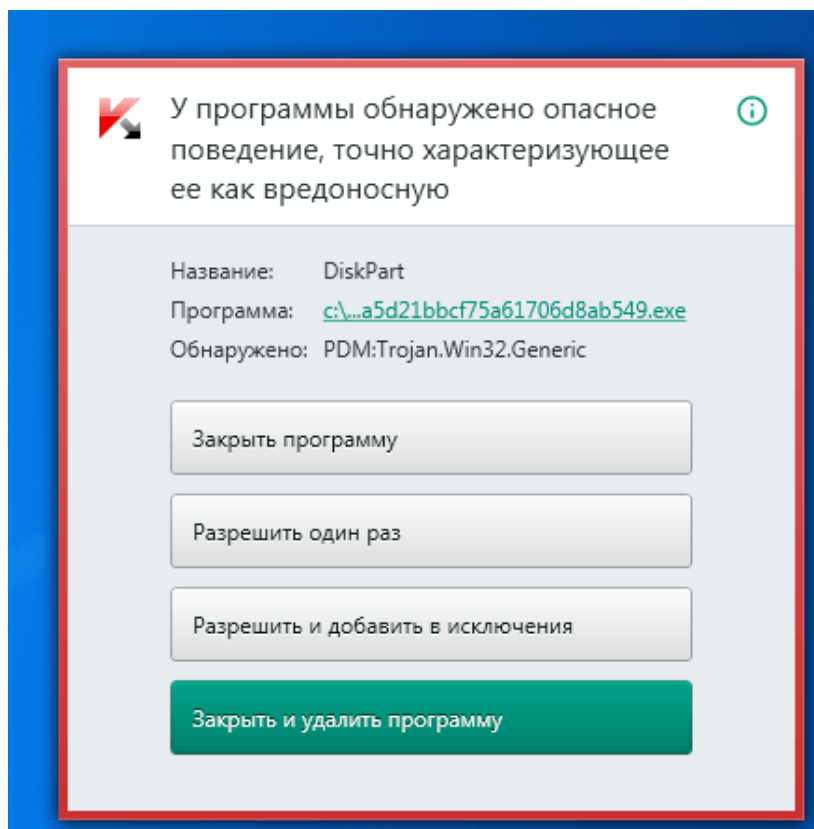 У программы обнаружено опасное
поведение, точно характеризующее
ее как вредоносную
Название: DiskPart
Программа: c:\...a5d21bbcf75a61706d8ab549.exe
Обнаружено: PDM:Trojan.Win32.Generic
Закрыть программу
Разрешить один раз
Разрешить и добавить в исключения
Закрыть и удалить программу